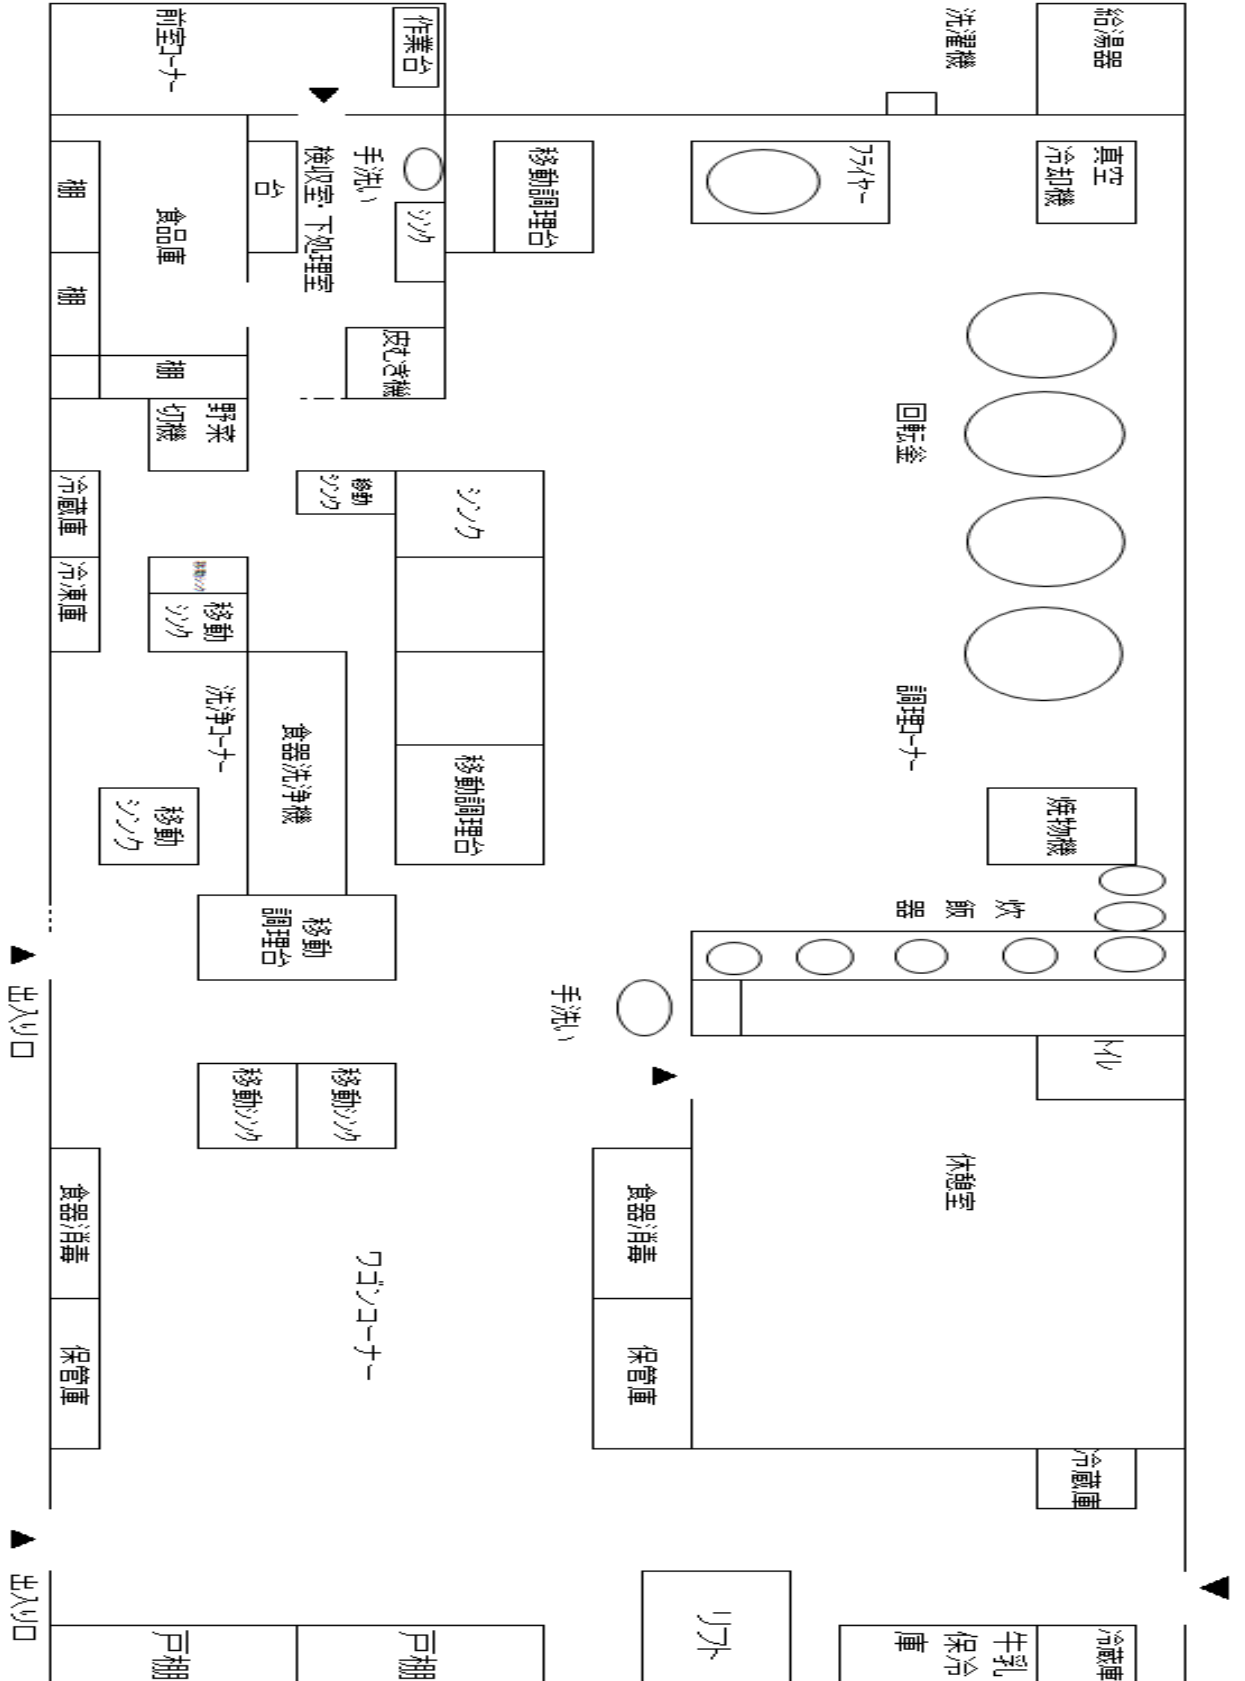 前室コーナー
作業台
洗濯機
給湯器
棚
食品庫
台
検収室・下処理室
手洗い
シンク
移動調理台
フライヤー
真空
冷却機
棚
棚
皮むき機
野菜
切機
回転釜
冷蔵庫
移動
シンク
シンク
冷凍庫
移動
シンク
洗浄コーナー
食器洗浄機
移動調理台
調理コーナー
移動
シンク
焼物機
炊飯器
移動
調理台
出入り口
手洗い
トイレ
移動シンク
移動シンク
食器消毒
保管庫
ワゴンコーナー
食器消毒
保管庫
休憩室
冷蔵庫
出入り口
戸棚
戸棚
リフト
牛乳
保冷
庫
冷蔵庫